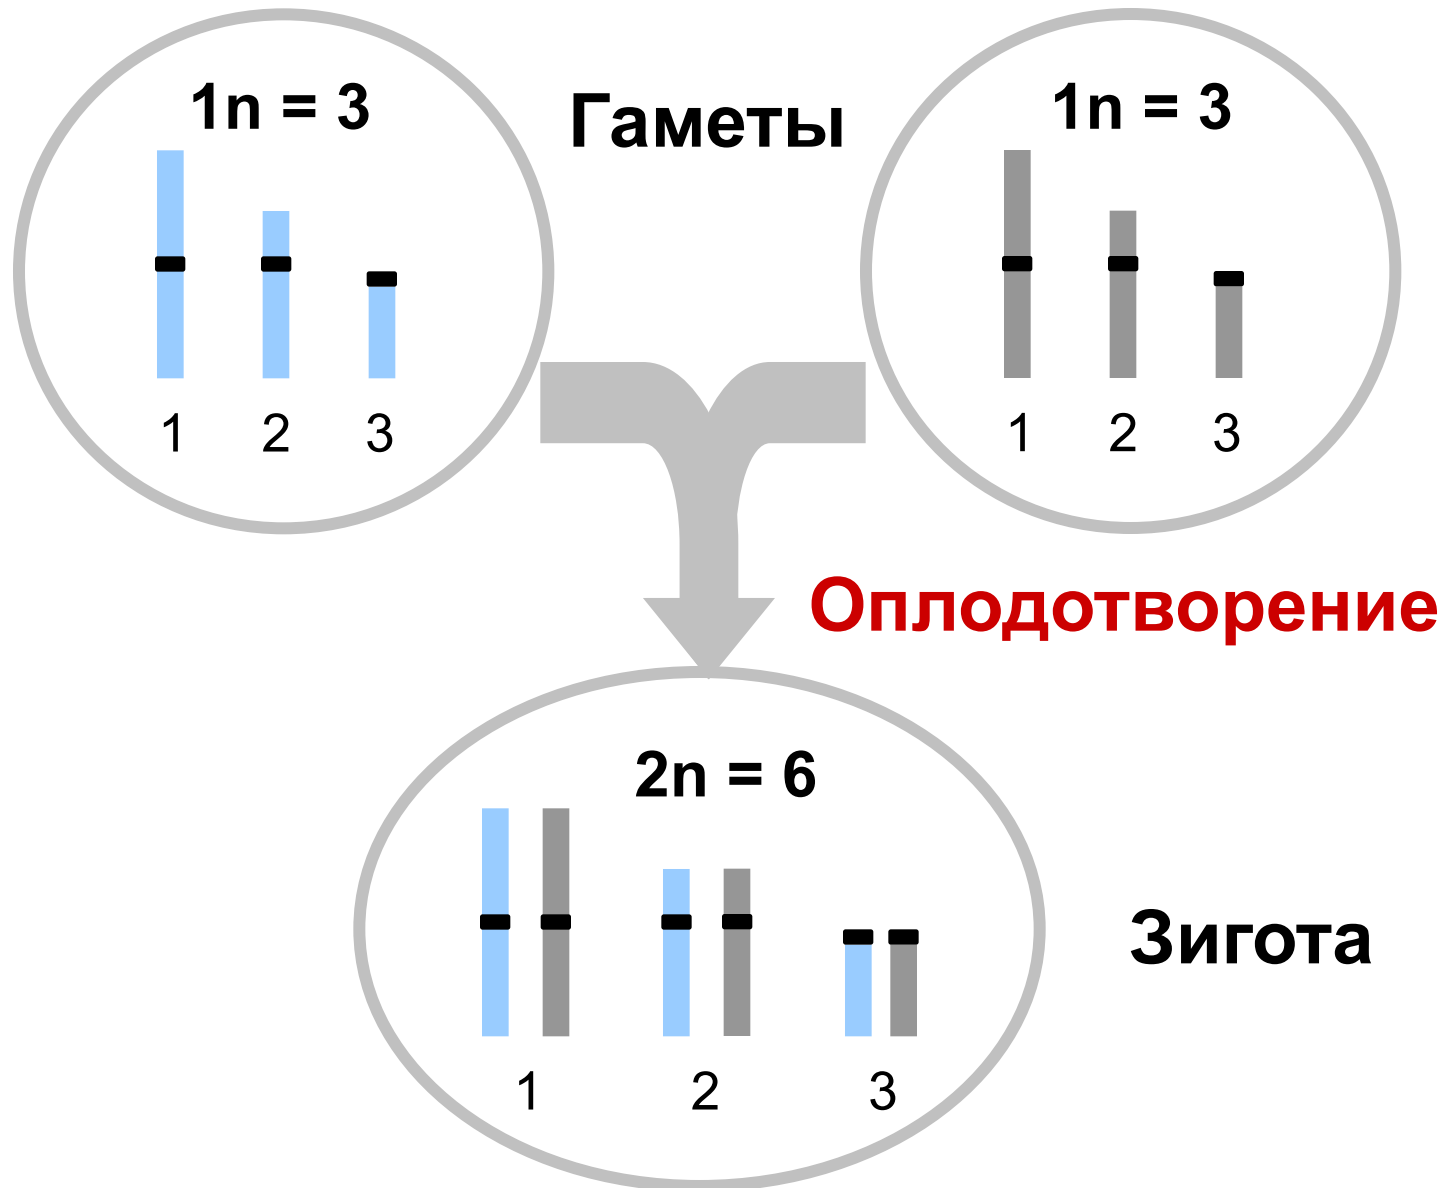 1n = 3
Гаметы
1n = 3
1 2 3
1 2 3
Оплодотворение
2n = 6
Зигота
1 2 3